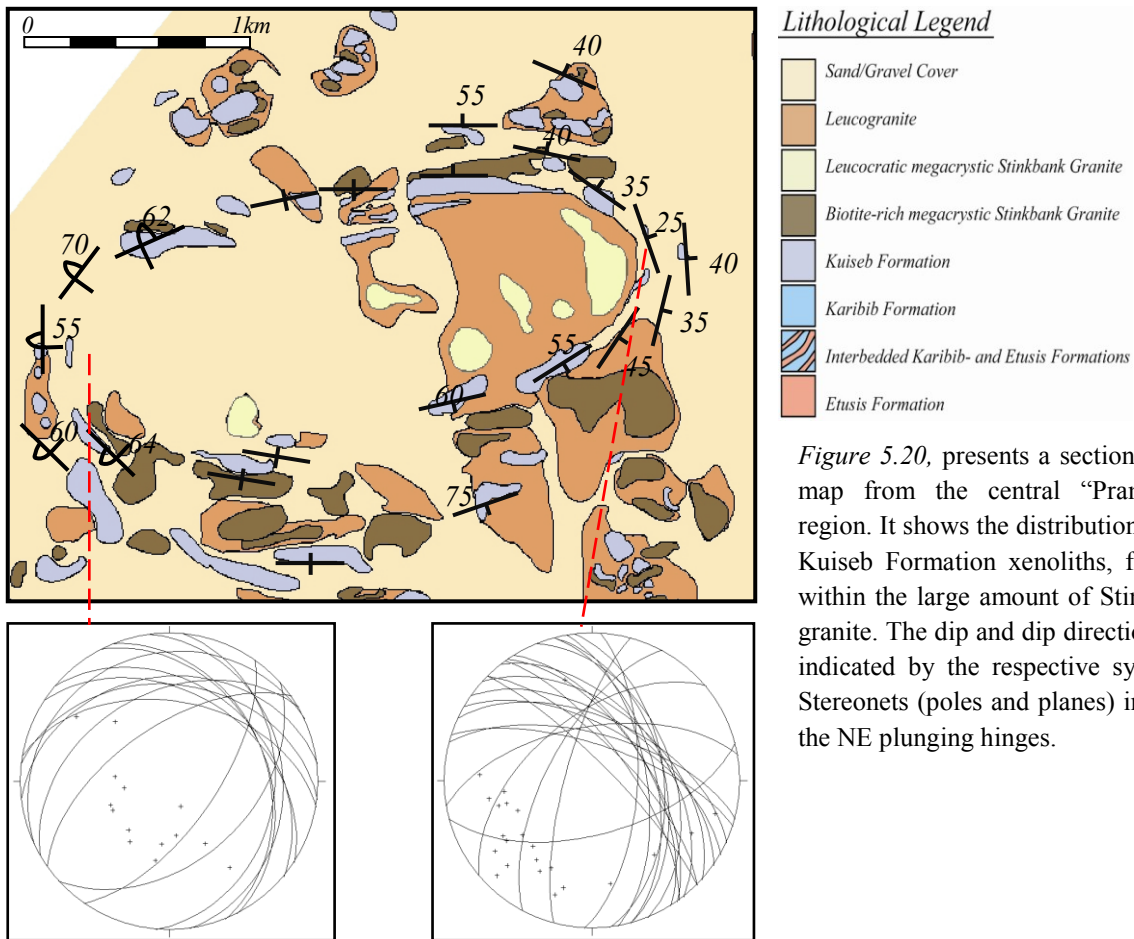 0 1km
40
55
40
35
25
40
35
45
55
60
75
62
70
55
60
64
Lithological Legend
Sand/Gravel Cover
Leucogranite
Leucocratic megacrystic Stinkbank Granite
Biotite-rich megacrystic Stinkbank Granite
Kuiseb Formation
Karibib Formation
Interbedded Karibib- and Etusis Formations
Etusis Formation
Figure 5.20, presents a section
map from the central “Pran
region. It shows the distribution
Kuiseb Formation xenoliths, f
within the large amount of Stin
granite. The dip and dip directio
indicated by the respective sy
Stereonets (poles and planes) in
the NE plunging hinges.